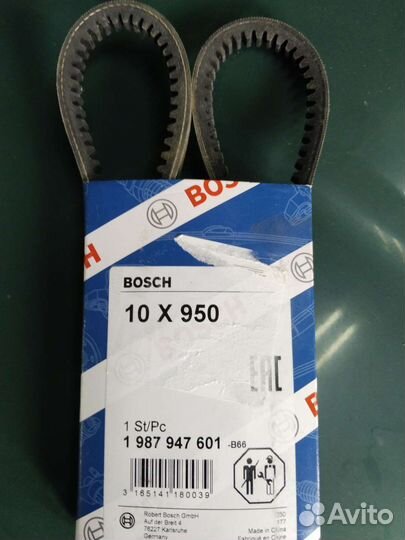 BOSCH
BOSCH
BOSCH
10 X 950
EAC
1 St/Pc
1 987 947 601 -B66
3 165141 180039
Robert Bosch GmbH
Auf der Breit 4
76227 Karlsruhe
Made in China
Fabriqué en Chine
Avito